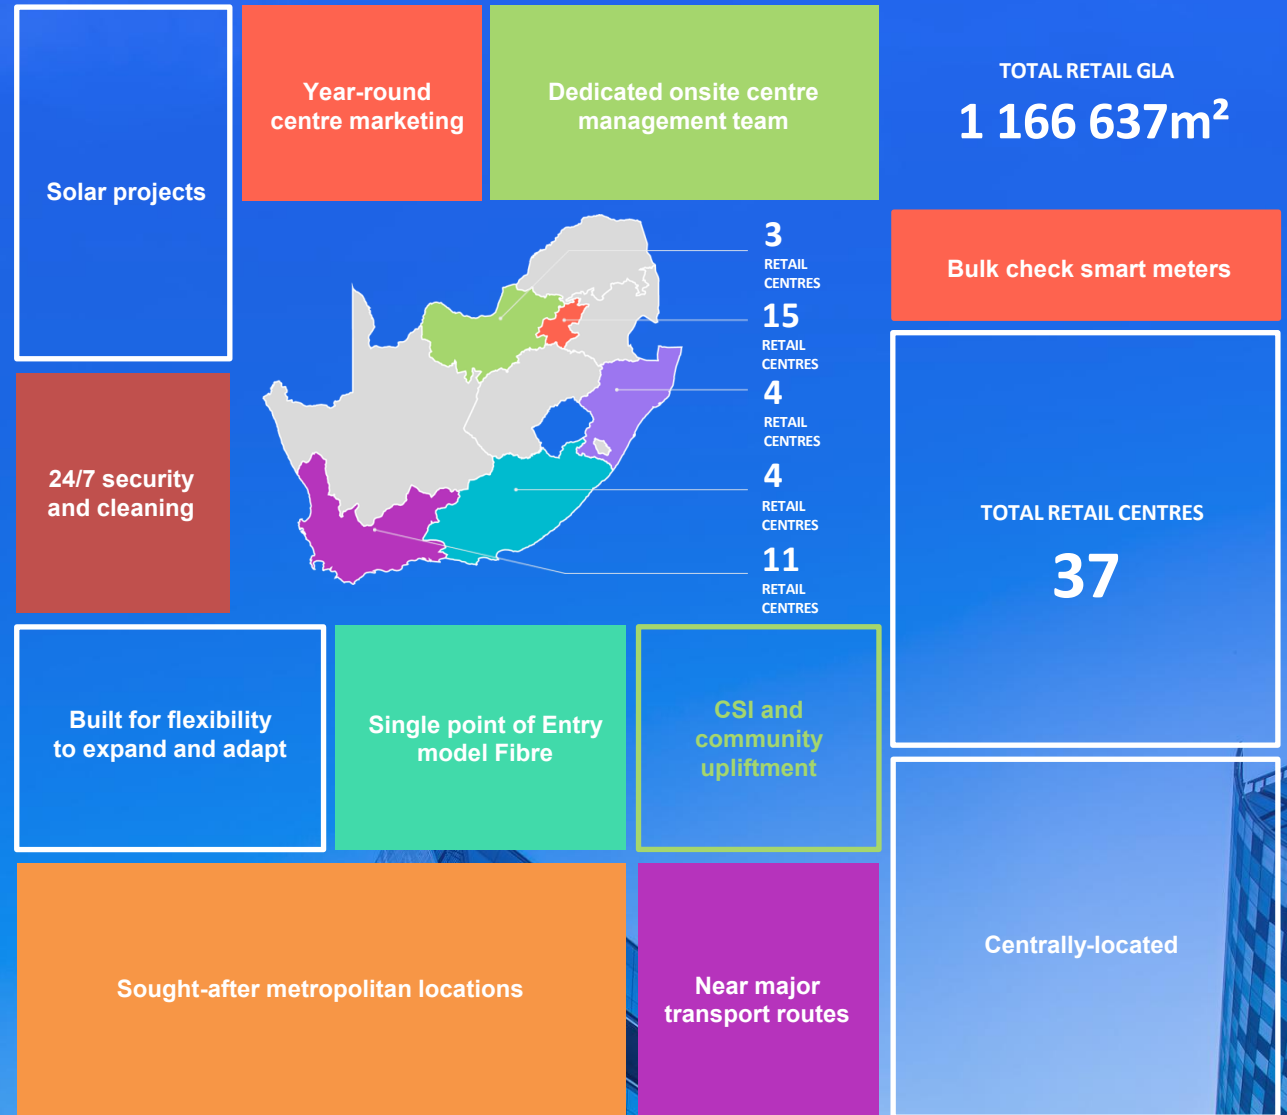 Solar projects
Year-round
centre marketing
Dedicated onsite centre
management team
TOTAL RETAIL GLA
1 166 637m²
Bulk check smart meters
3
RETAIL
CENTRES
15
RETAIL
CENTRES
4
RETAIL
CENTRES
4
RETAIL
CENTRES
11
RETAIL
CENTRES
24/7 security
and cleaning
TOTAL RETAIL CENTRES
37
Built for flexibility
to expand and adapt
Single point of Entry
model Fibre
CSI and
community
upliftment
Sought-after metropolitan locations
Near major
transport routes
Centrally-located